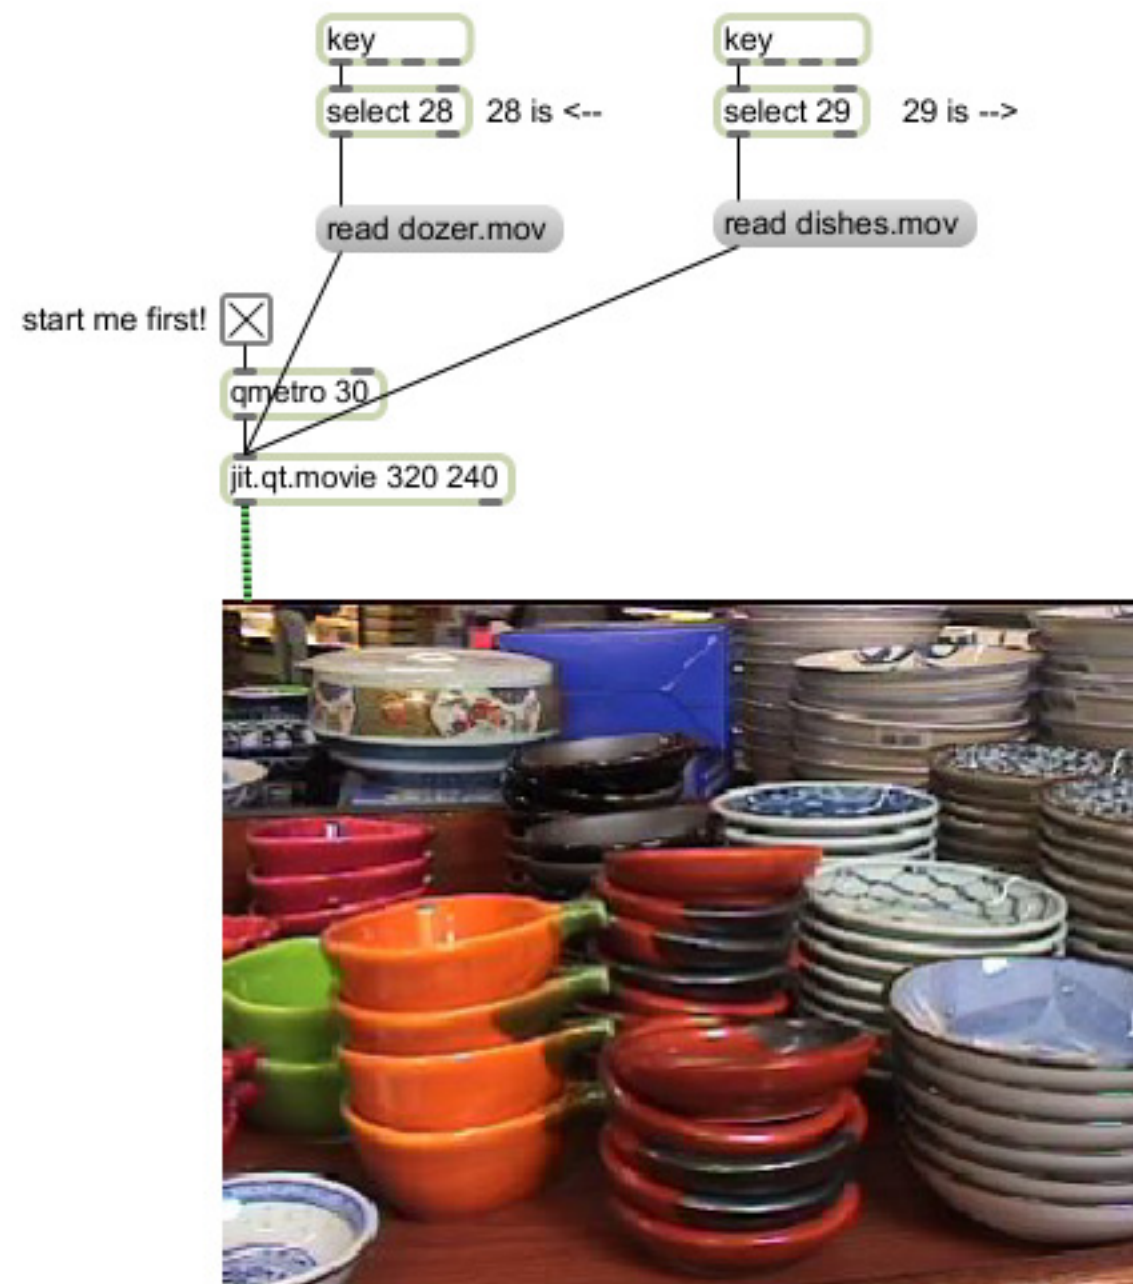 key
key
select 28
28 is <--
select 29
29 is -->
read dozer.mov
read dishes.mov
start me first!
qmetro 30
jit.qt.movie 320 240